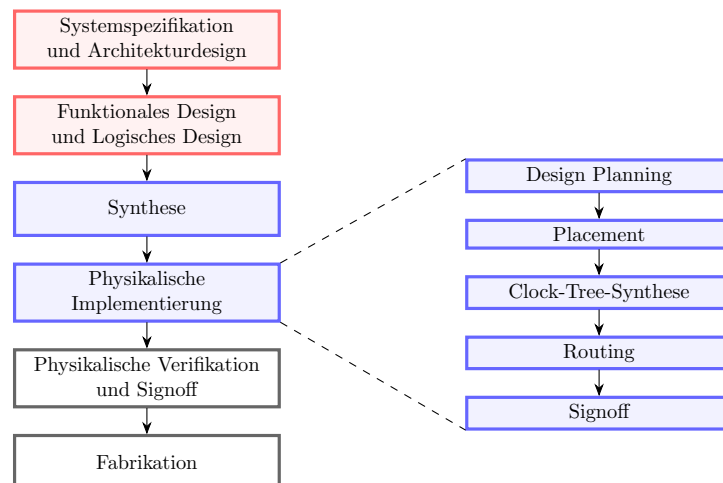 Systemspezifikation
und Architekturdesign
Funktionales Design
und Logisches Design
Synthese
Physikalische
Implementierung
Physikalische Verifikation
und Signoff
Fabrikation
Design Planning
Placement
Clock-Tree-Synthese
Routing
Signoff